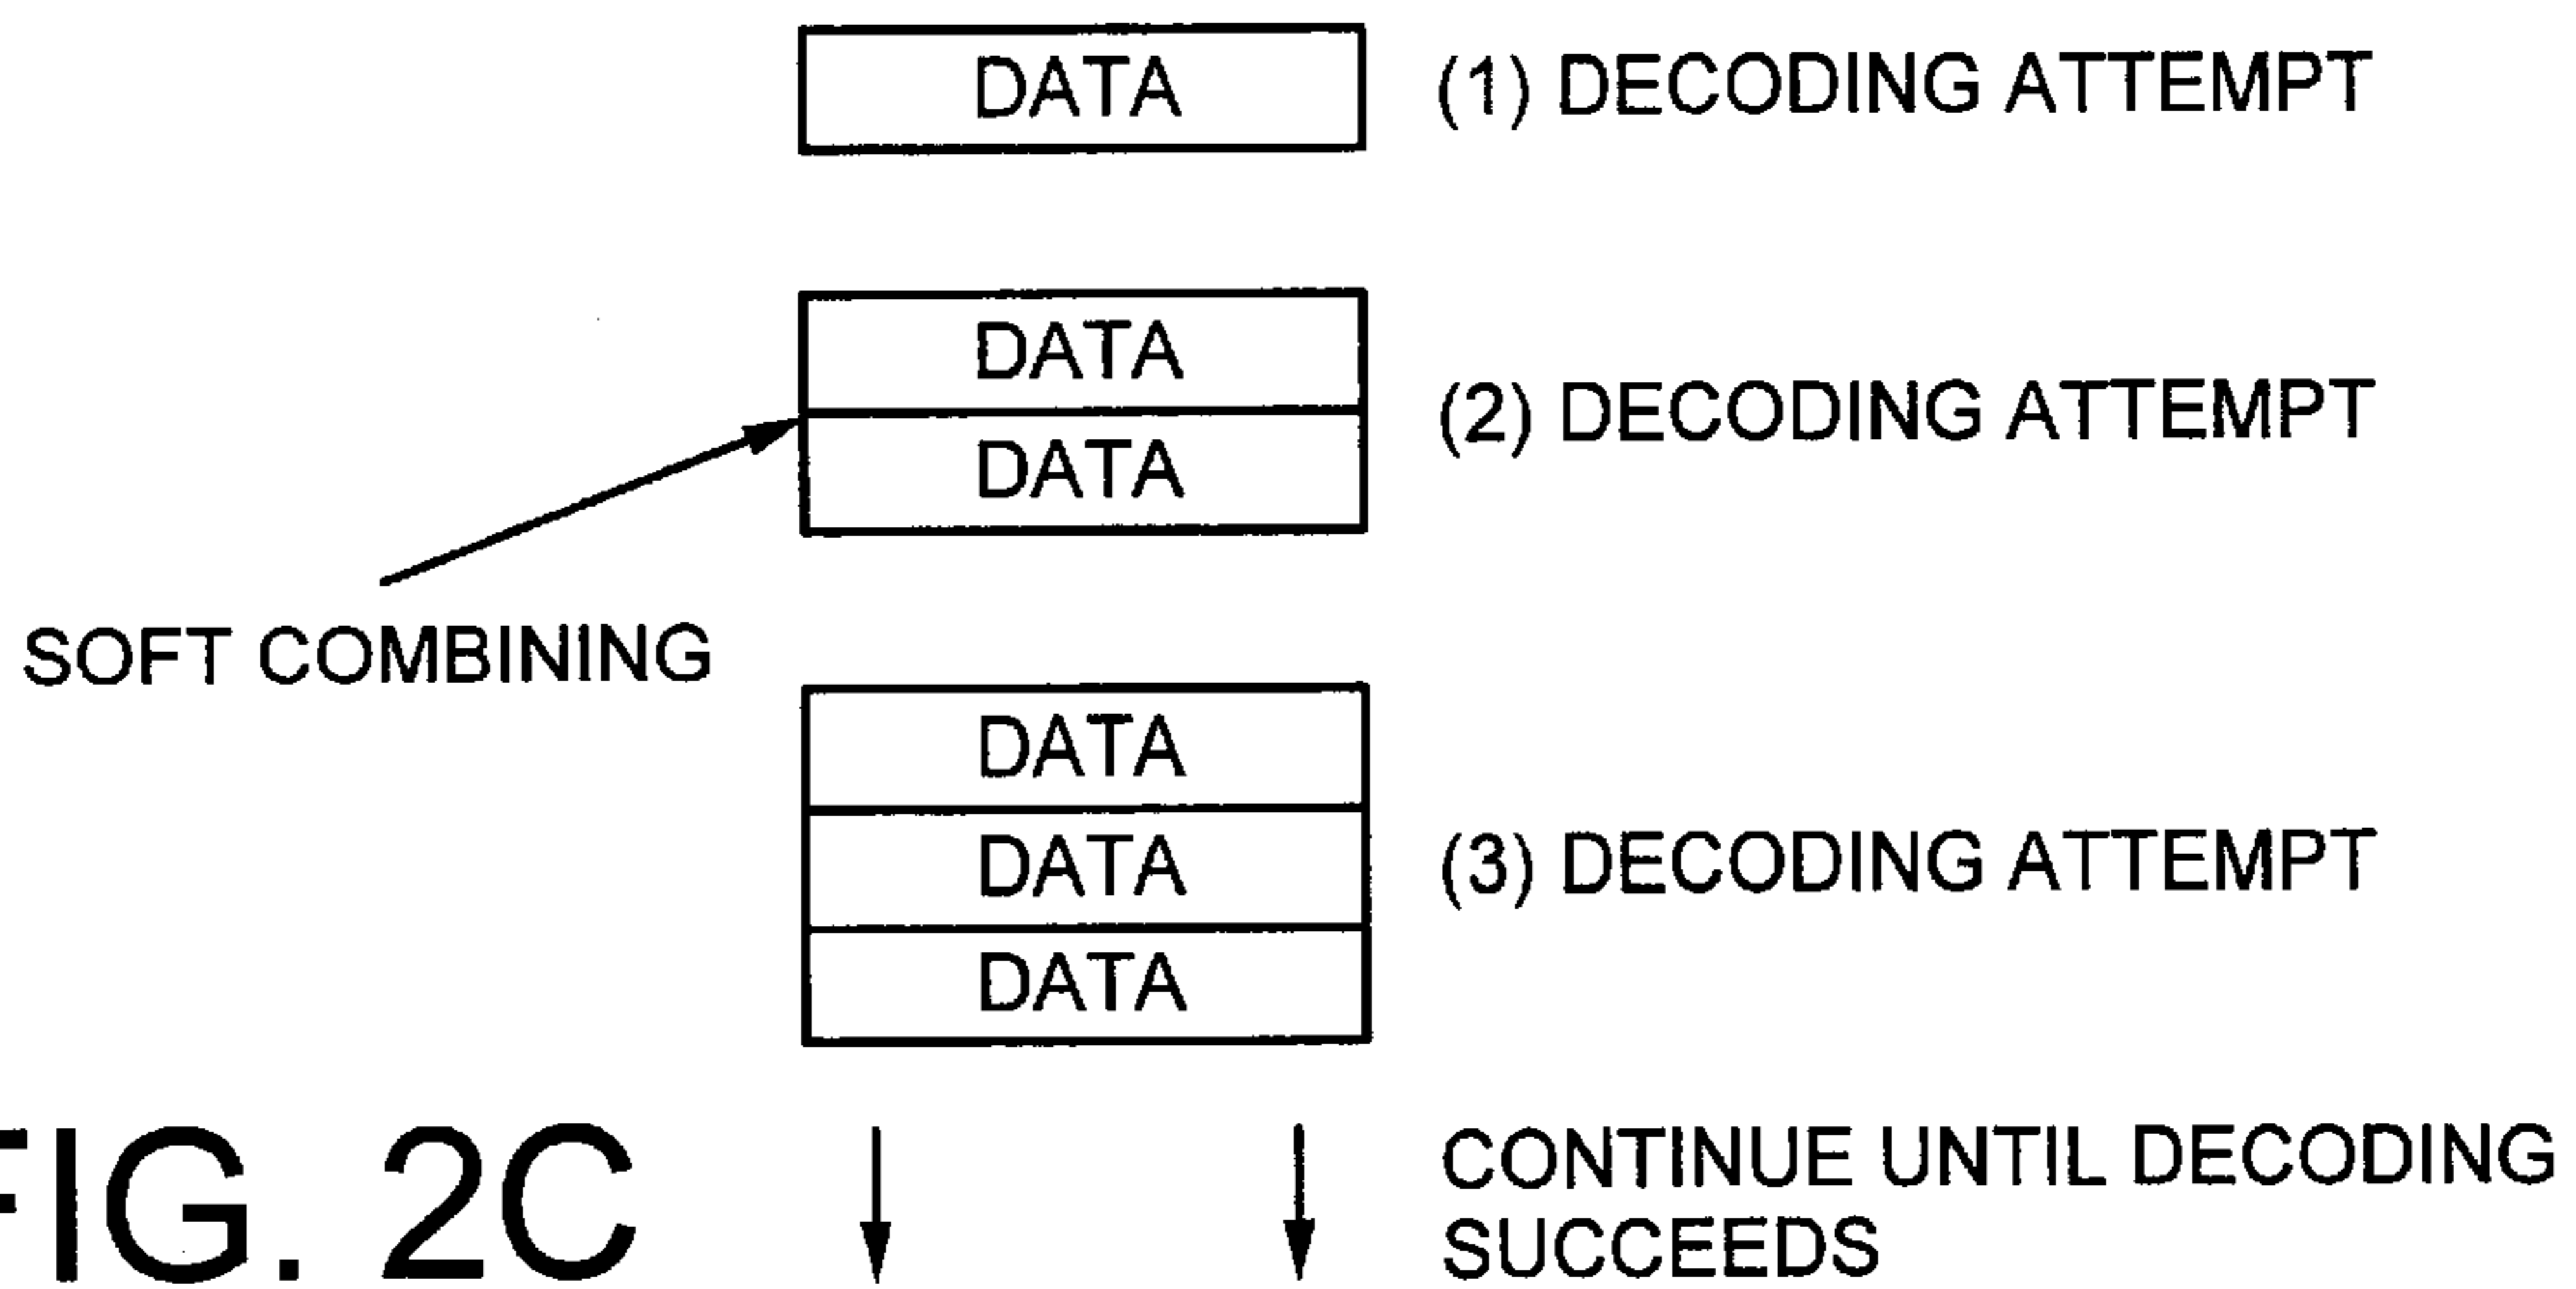 DATA (1) DECODING ATTEMPT
DATA
(2) DECODING ATTEMPT
DATA
SOFT COMBINING
DATA
DATA (3) DECODING ATTEMPT
DATA
FIG. 2C
CONTINUE UNTIL DECODING
SUCCEEDS